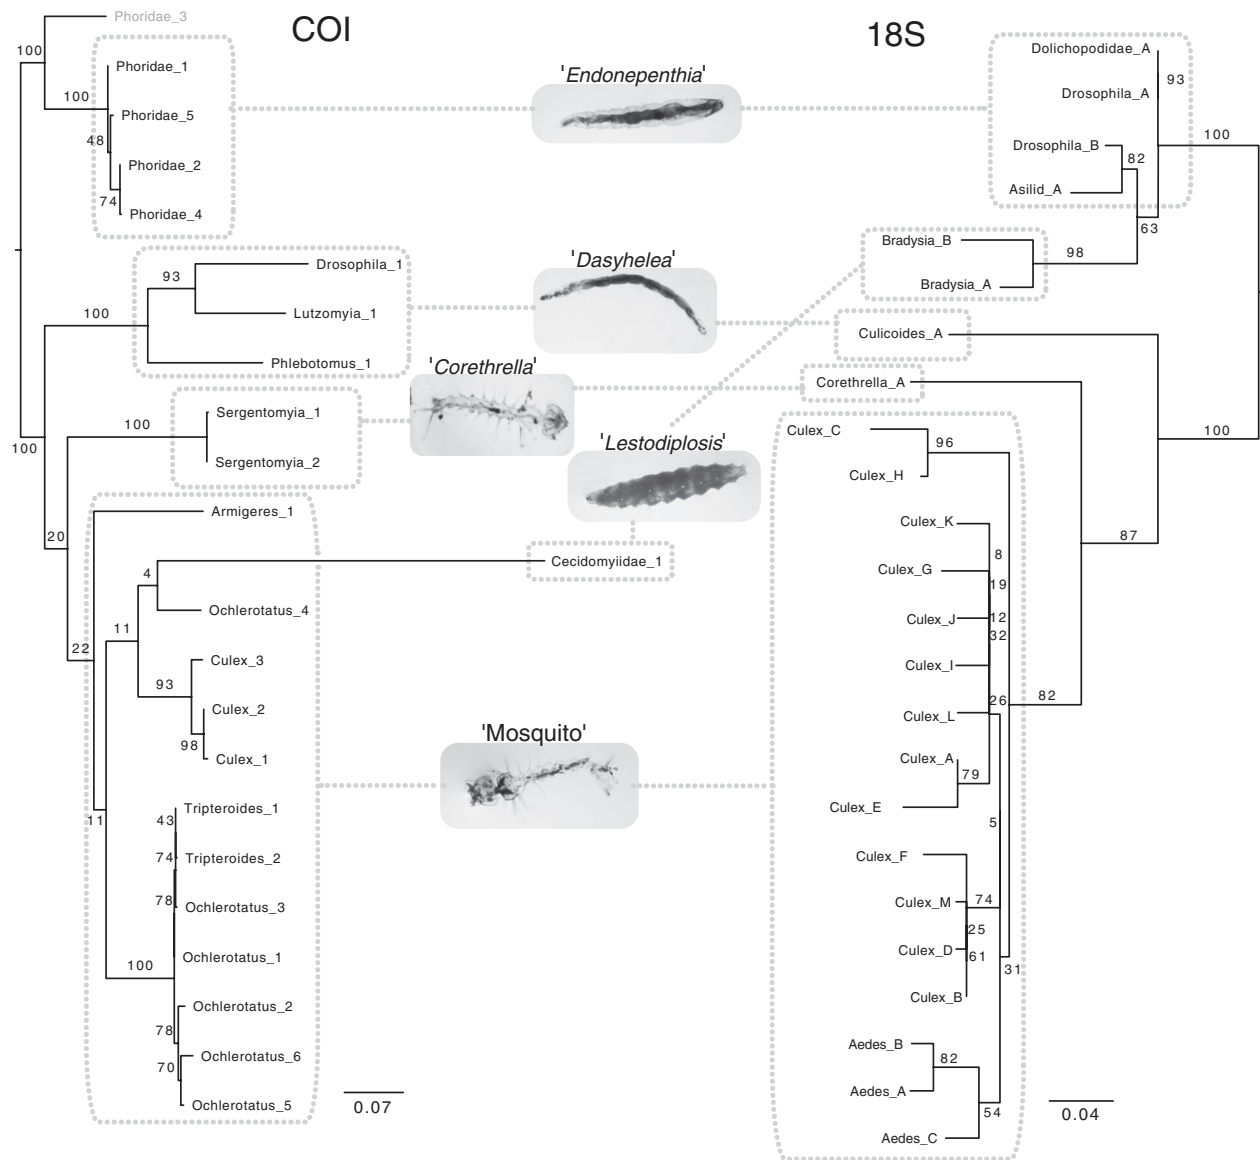 COI
18S
Phoridae_3
100
Phoridae_1
100
Phoridae_5
48
Phoridae_2
74
Phoridae_4
Drosophila_1
93
Lutzomyia_1
100
Phlebotomus_1
Sergentomyia_1
100
Sergentomyia_2
100
Armigeres_1
20
Cecidomyiidae_1
4
Ochlerotatus_4
11
22
Culex_3
93
Culex_2
98
Culex_1
Tripteroides_1
11
43
74
Tripteroides_2
78
Ochlerotatus_3
Ochlerotatus_1
100
Ochlerotatus_2
78
Ochlerotatus_6
70
Ochlerotatus_5
0.07
'Endonepenthia'
'Dasyhelea'
'Corethrella'
'Lestodiplosis'
'Mosquito'
Dolichopodidae_A
93
Drosophila_A
100
Drosophila_B
82
Asilid_A
63
Bradysia_B
98
Bradysia_A
Culicoides_A
Corethrella_A
100
Culex_C
96
Culex_H
Culex_K
87
8
Culex_G
19
Culex_J
12
32
Culex_I
26
82
Culex_L
Culex_A
79
Culex_E
5
Culex_F
74
Culex_M
25
Culex_D
61
31
Culex_B
Aedes_B
82
Aedes_A
54
Aedes_C
0.04